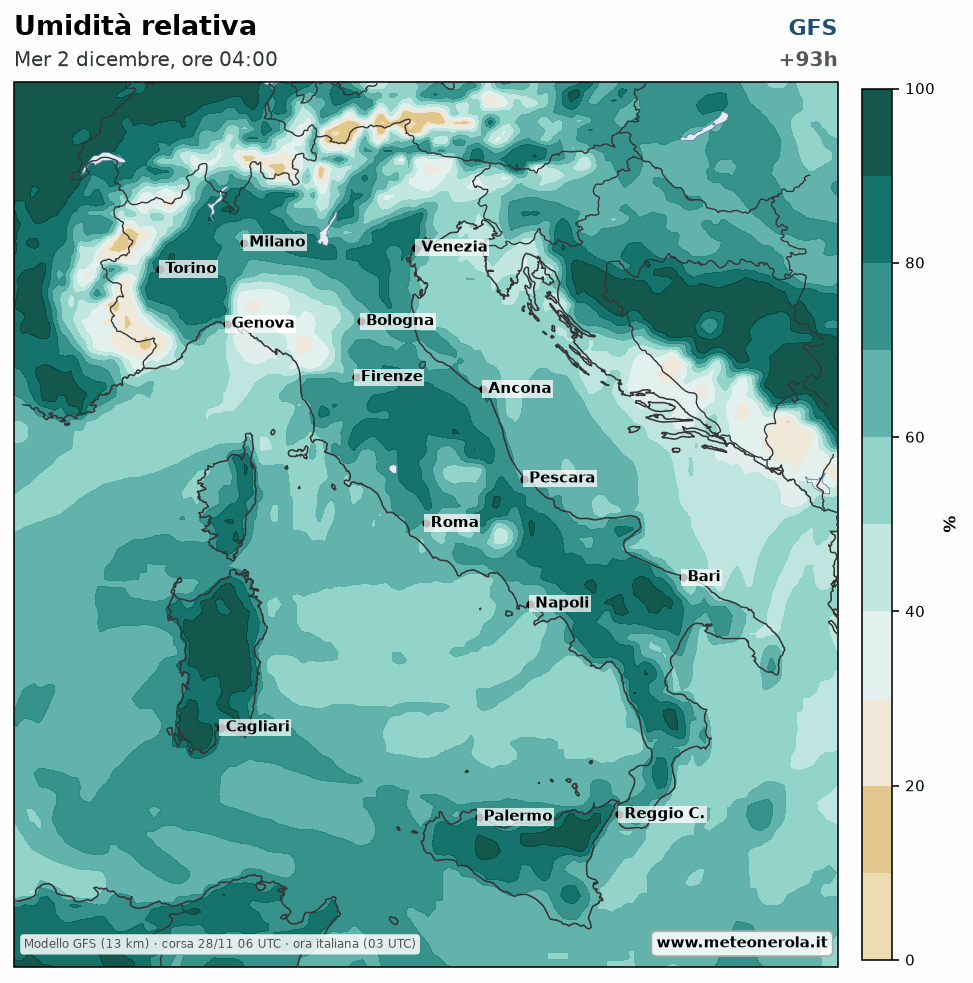 Umidità relativa
GFS
Mer 2 dicembre, ore 04:00
+93h
100
80
60
40
20
0
%
Milano
Venezia
Torino
Genova
Bologna
Firenze
Ancona
Pescara
Roma
Bari
Napoli
Cagliari
Palermo
Reggio C.
Modello GFS (13 km) · corsa 28/11 06 UTC · ora italiana (03 UTC)
www.meteonerola.it